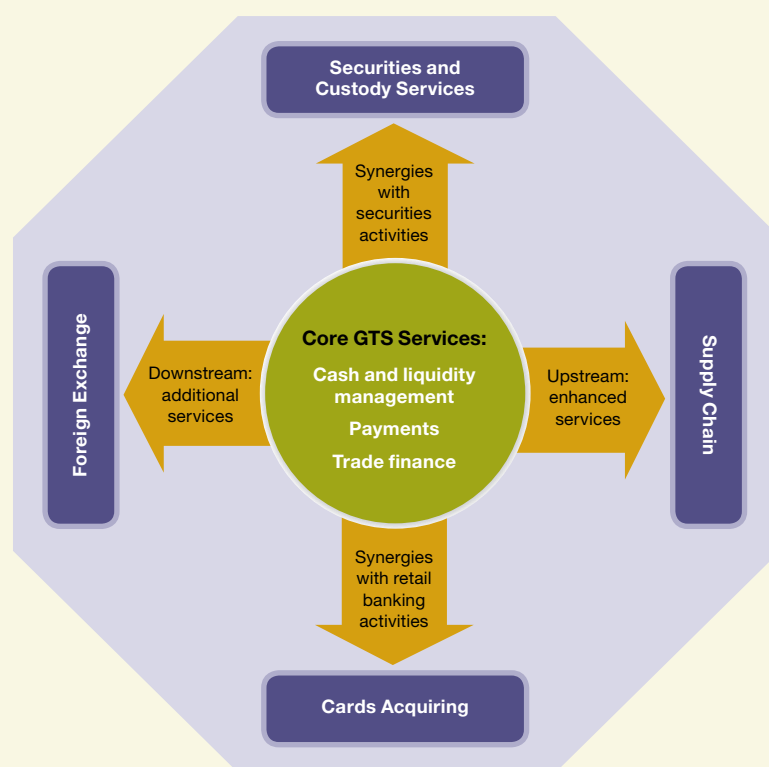 Securities and
Custody Services
Synergies
with
securities
activities
Foreign Exchange
Downstream:
additional
services
Core GTS Services:
Cash and liquidity
management
Payments
Trade finance
Upstream:
enhanced
services
Supply Chain
Synergies
with retail
banking
activities
Cards Acquiring